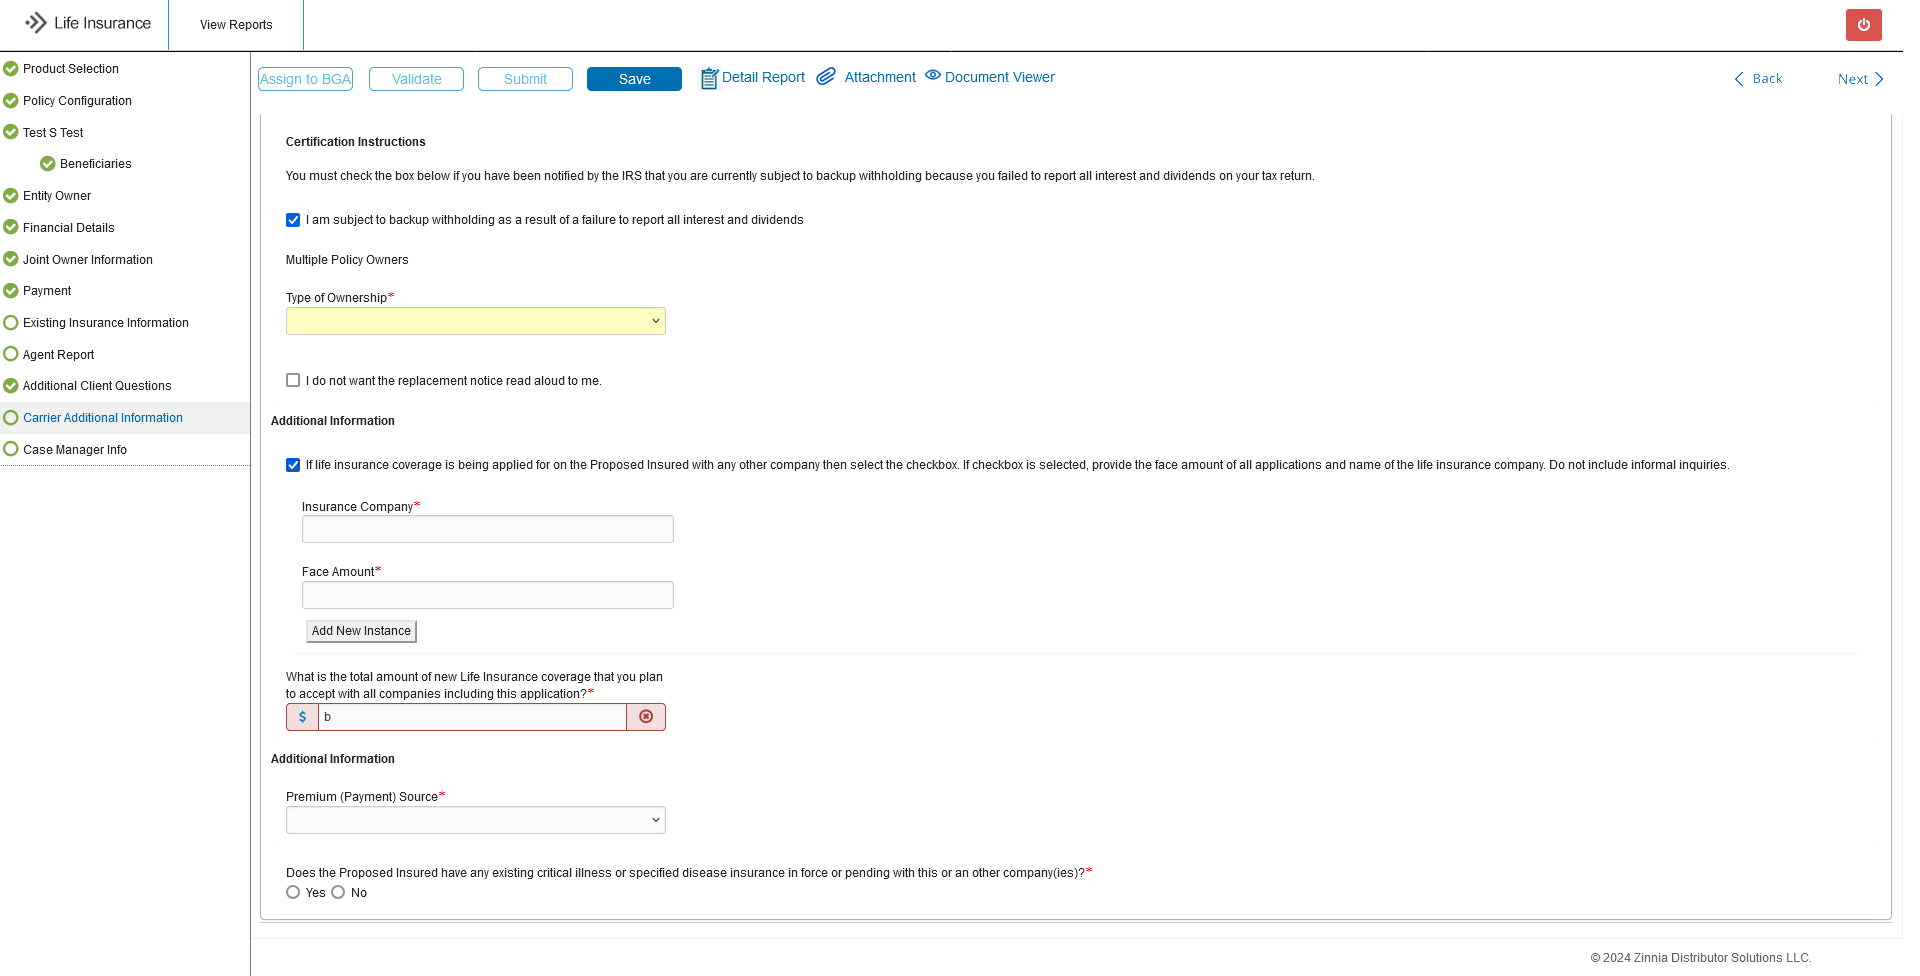 Life Insurance
View Reports
Product Selection
Policy Configuration
Test S Test
Beneficiaries
Entity Owner
Financial Details
Joint Owner Information
Payment
Existing Insurance Information
Agent Report
Additional Client Questions
Carrier Additional Information
Case Manager Info
Assign to BGA
Validate
Submit
Save
Detail Report
Attachment
Document Viewer
Back
Next
Certification Instructions
You must check the box below if you have been notified by the IRS that you are currently subject to backup withholding because you failed to report all interest and dividends on your tax return.
I am subject to backup withholding as a result of a failure to report all interest and dividends
Multiple Policy Owners
Type of Ownership*
I do not want the replacement notice read aloud to me.
Additional Information
If life insurance coverage is being applied for on the Proposed Insured with any other company then select the checkbox. If checkbox is selected, provide the face amount of all applications and name of the life insurance company. Do not include informal inquiries.
Insurance Company*
Face Amount*
Add New Instance
What is the total amount of new Life Insurance coverage that you plan
to accept with all companies including this application?*
$ b
Additional Information
Premium (Payment) Source*
Does the Proposed Insured have any existing critical illness or specified disease insurance in force or pending with this or an other company(ies)?*
Yes No
© 2024 Zinnia Distributor Solutions LLC.